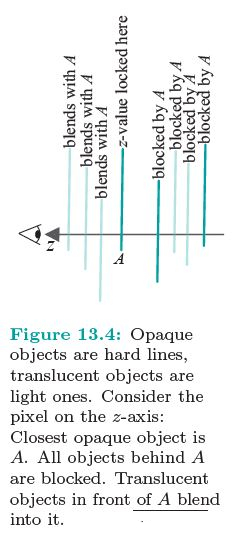 blends with A
blends with A
blends with A
z-value locked here
blocked by A
blocked by A
blocked by A
blocked by A
z
A
Figure 13.4: Opaque
objects are hard lines,
translucent objects are
light ones. Consider the
pixel on the z-axis:
Closest opaque object is
A. All objects behind A
are blocked. Translucent
objects in front of A blend
into it.